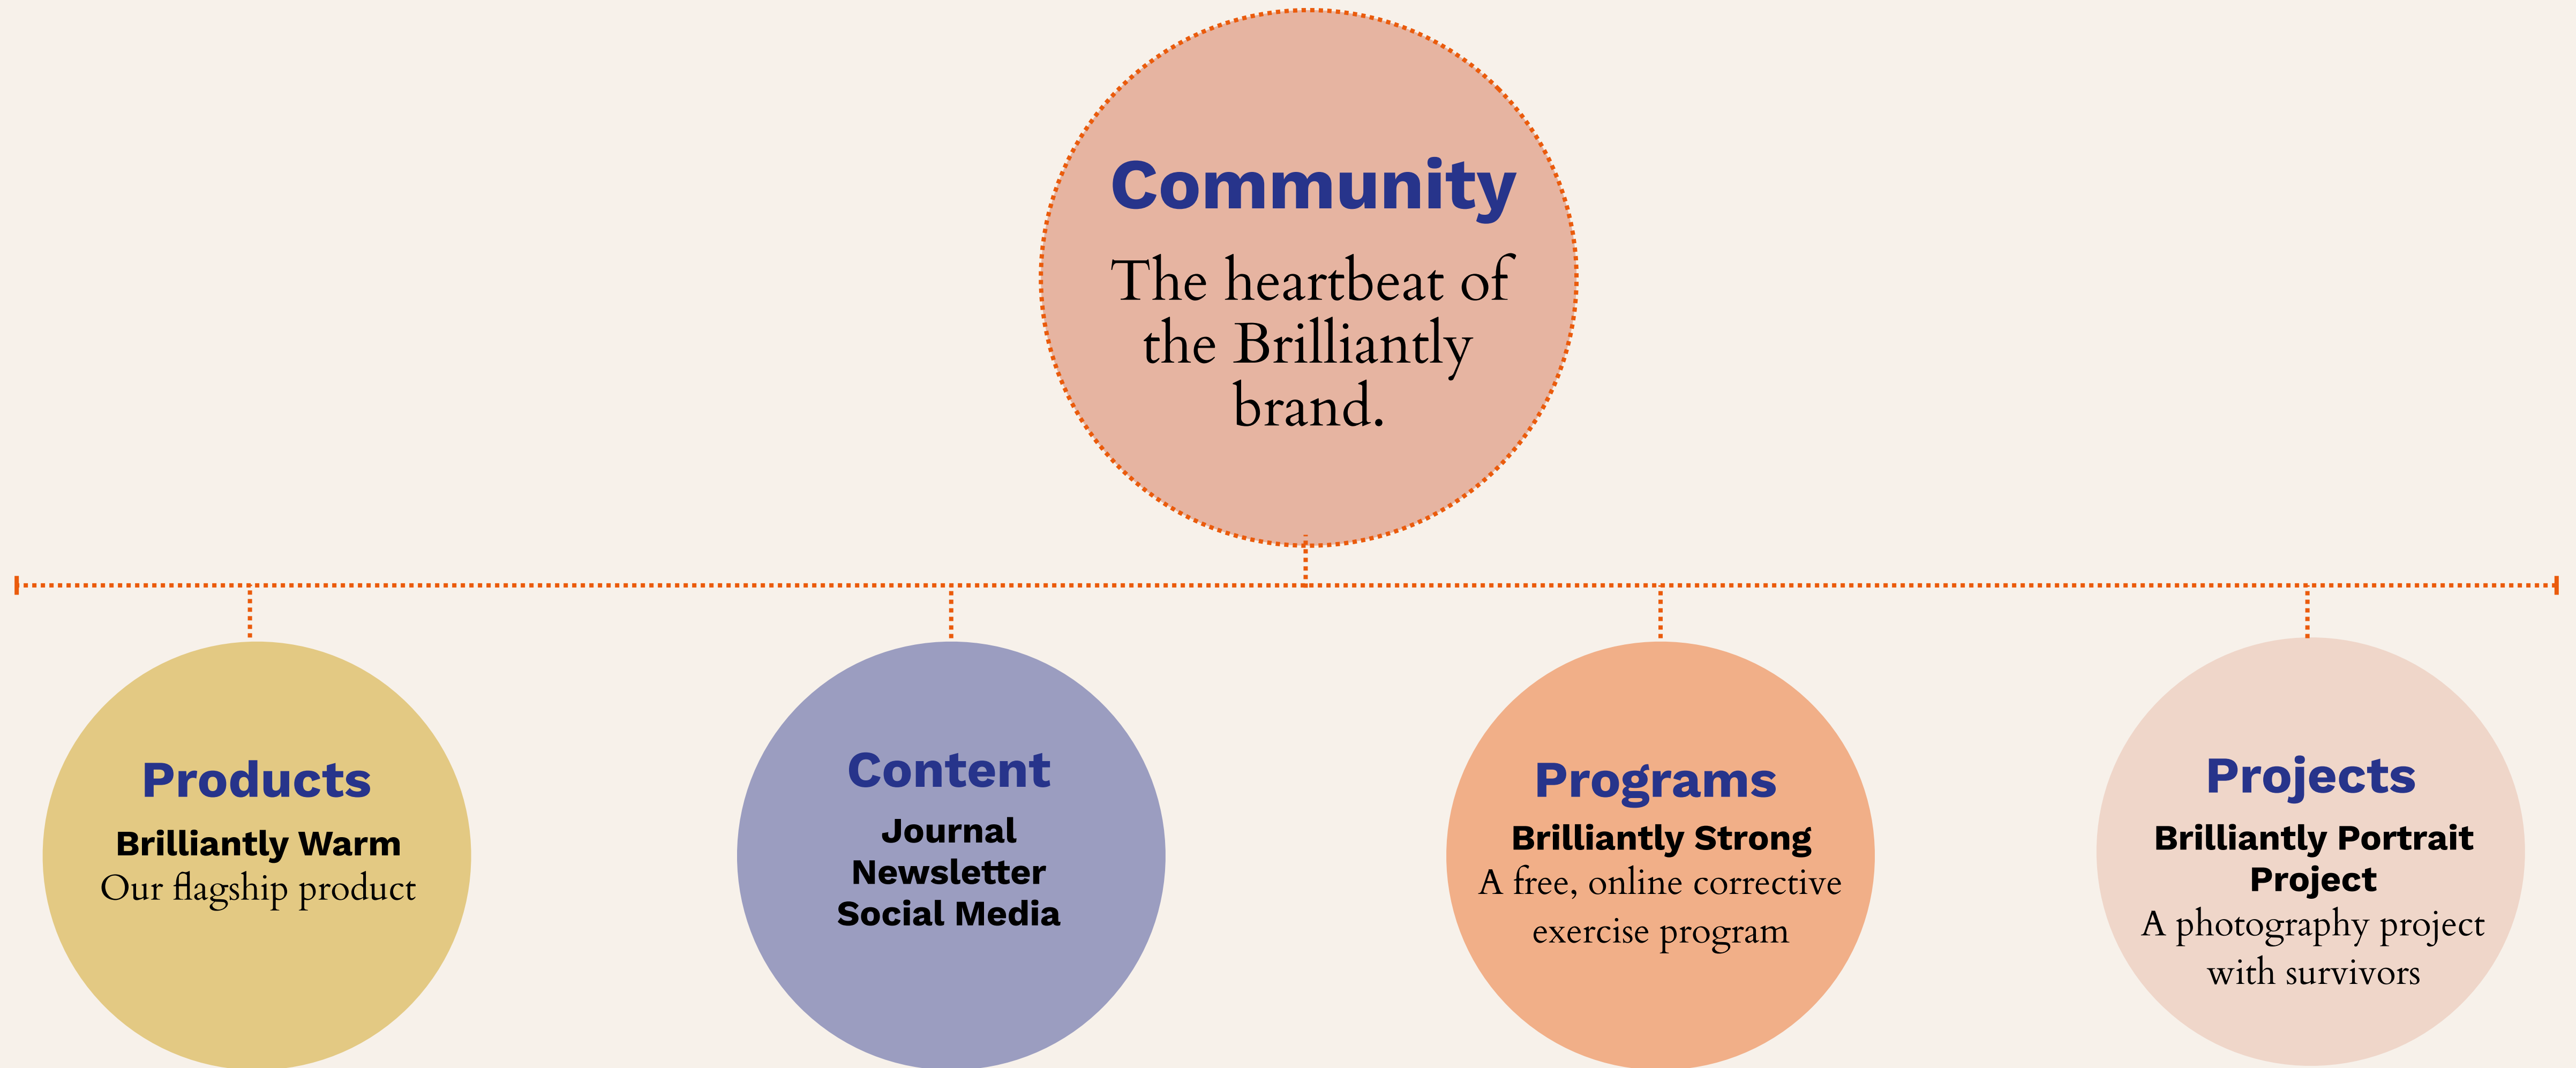 Community
The heartbeat of
the Brilliantly
brand.
Products
Brilliantly Warm
Our flagship product
Content
Journal
Newsletter
Social Media
Programs
Brilliantly Strong
A free, online corrective
exercise program
Projects
Brilliantly Portrait
Project
A photography project
with survivors